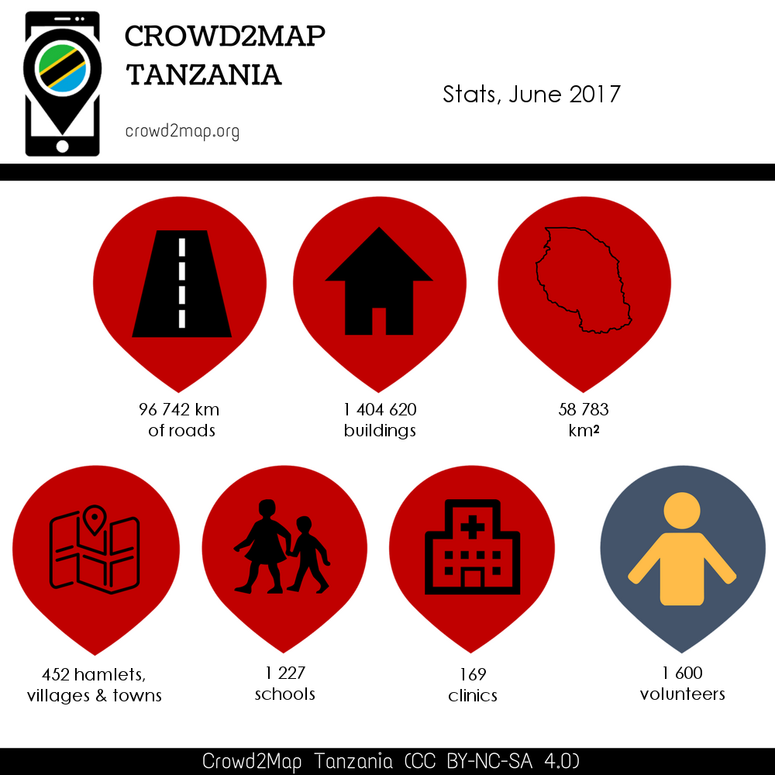 CROWD2MAP
TANZANIA
crowd2map.org
Stats, June 2017
96 742 km
of roads
1 404 620
buildings
58 783
km²
452 hamlets,
villages & towns
1 227
schools
169
clinics
1 600
volunteers
Crowd2Map Tanzania (CC BY-NC-SA 4.0)